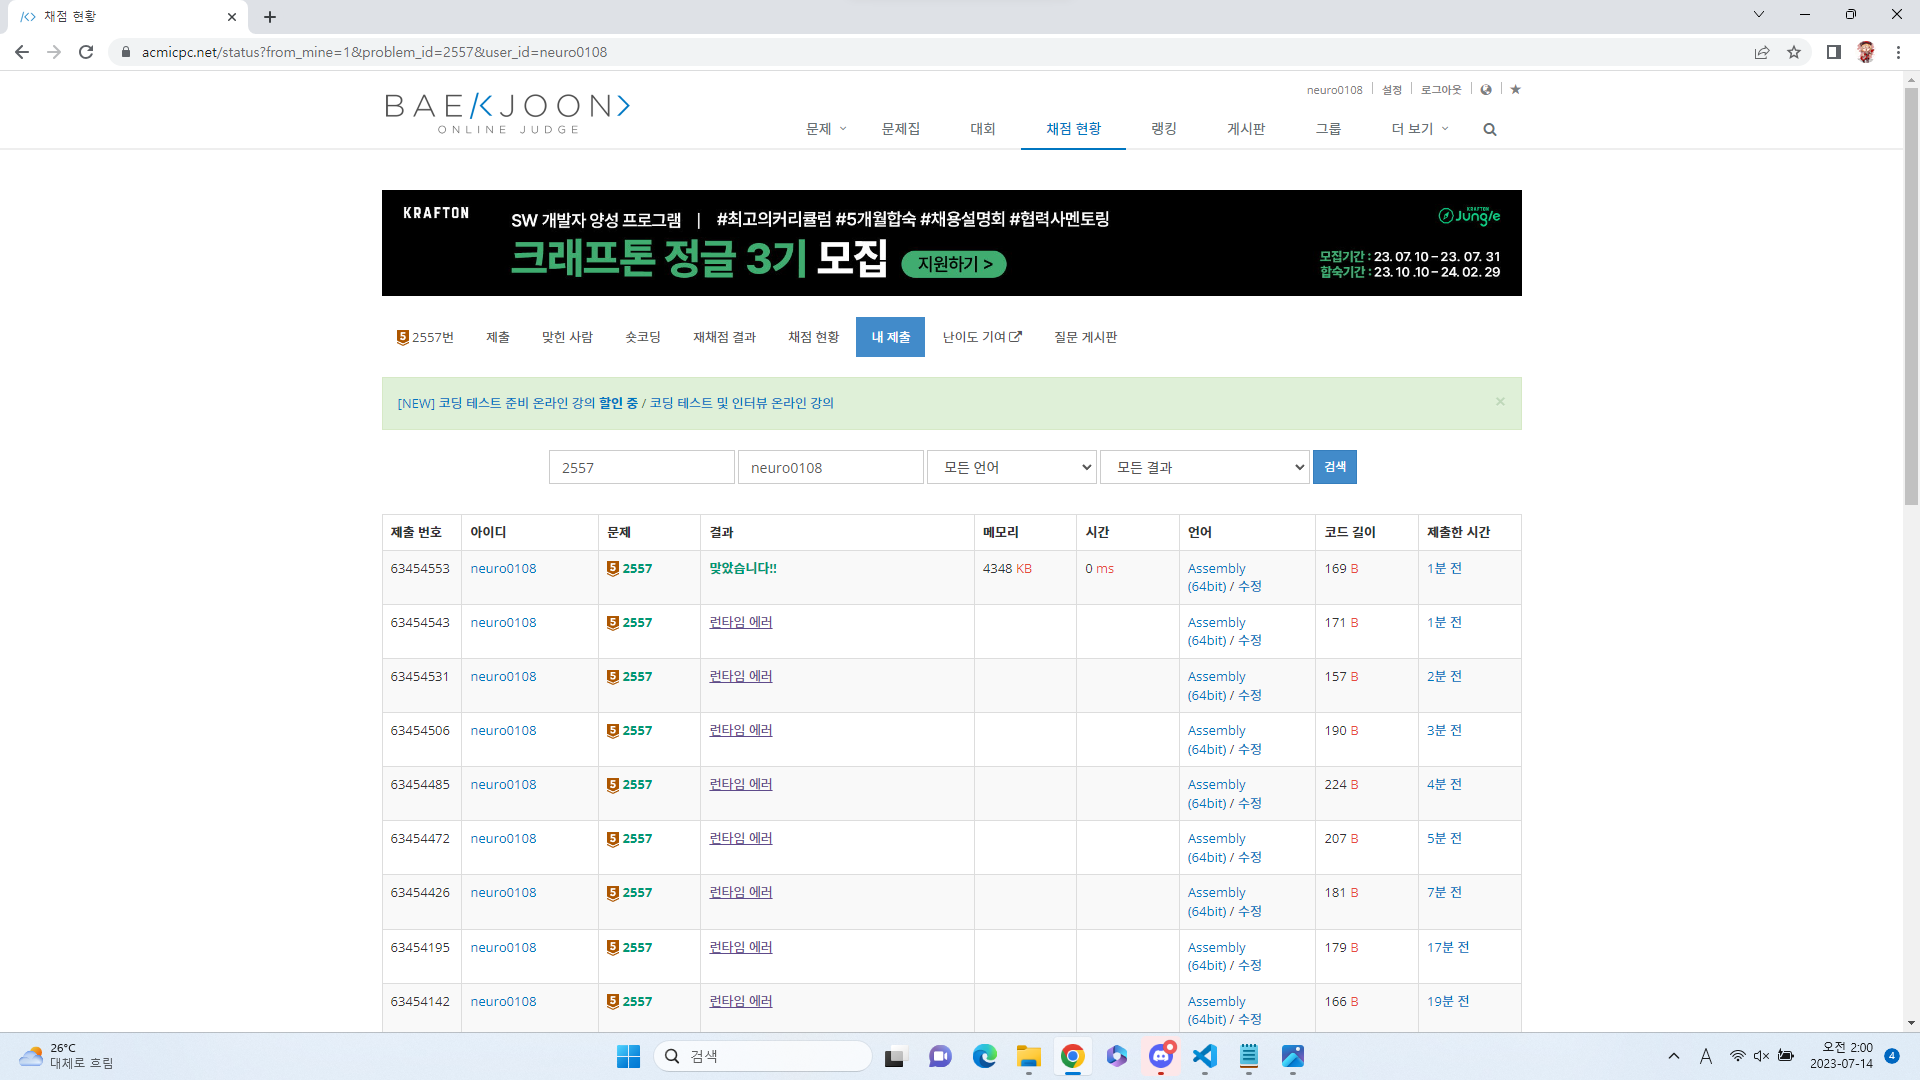 채점 현황
acmicpc.net/status?from_mine=1&problem_id=2557&user_id=neuro0108
neuro0108 설정 로그아웃
BAEKJOON>
ONLINE JUDGE
문제 문제집 대회 채점 현황 랭킹 게시판 그룹 더 보기
KRAFTON
SW 개발자 양성 프로그램 | #최고의커리큘럼 #5개월합숙 #채용설명회 #협력사멘토링
크래프톤 정글 3기 모집 지원하기 >
KRAFTON
Jungle
모집기간 : 23. 07. 10 – 23. 07. 31
합숙기간 : 23. 10 .10 – 24. 02. 29
5 2557번 제출 맞힌 사람 숏코딩 재채점 결과 채점 현황 내 제출 난이도 기여 질문 게시판
[NEW] 코딩 테스트 준비 온라인 강의 할인 중 / 코딩 테스트 및 인터뷰 온라인 강의 ×
2557 neuro0108 모든 언어 모든 결과 검색
제출 번호 아이디 문제 결과 메모리 시간 언어 코드 길이 제출한 시간
63454553 neuro0108 5 2557 맞았습니다!! 4348 KB 0 ms Assembly 169 B 1분 전
(64bit) / 수정
63454543 neuro0108 5 2557 런타임 에러 Assembly 171 B 1분 전
(64bit) / 수정
63454531 neuro0108 5 2557 런타임 에러 Assembly 157 B 2분 전
(64bit) / 수정
63454506 neuro0108 5 2557 런타임 에러 Assembly 190 B 3분 전
(64bit) / 수정
63454485 neuro0108 5 2557 런타임 에러 Assembly 224 B 4분 전
(64bit) / 수정
63454472 neuro0108 5 2557 런타임 에러 Assembly 207 B 5분 전
(64bit) / 수정
63454426 neuro0108 5 2557 런타임 에러 Assembly 181 B 7분 전
(64bit) / 수정
63454195 neuro0108 5 2557 런타임 에러 Assembly 179 B 17분 전
(64bit) / 수정
63454142 neuro0108 5 2557 런타임 에러 Assembly 166 B 19분 전
(64bit) / 수정
26°C
대체로 흐림
검색
A
오전 2:00
2023-07-14
4